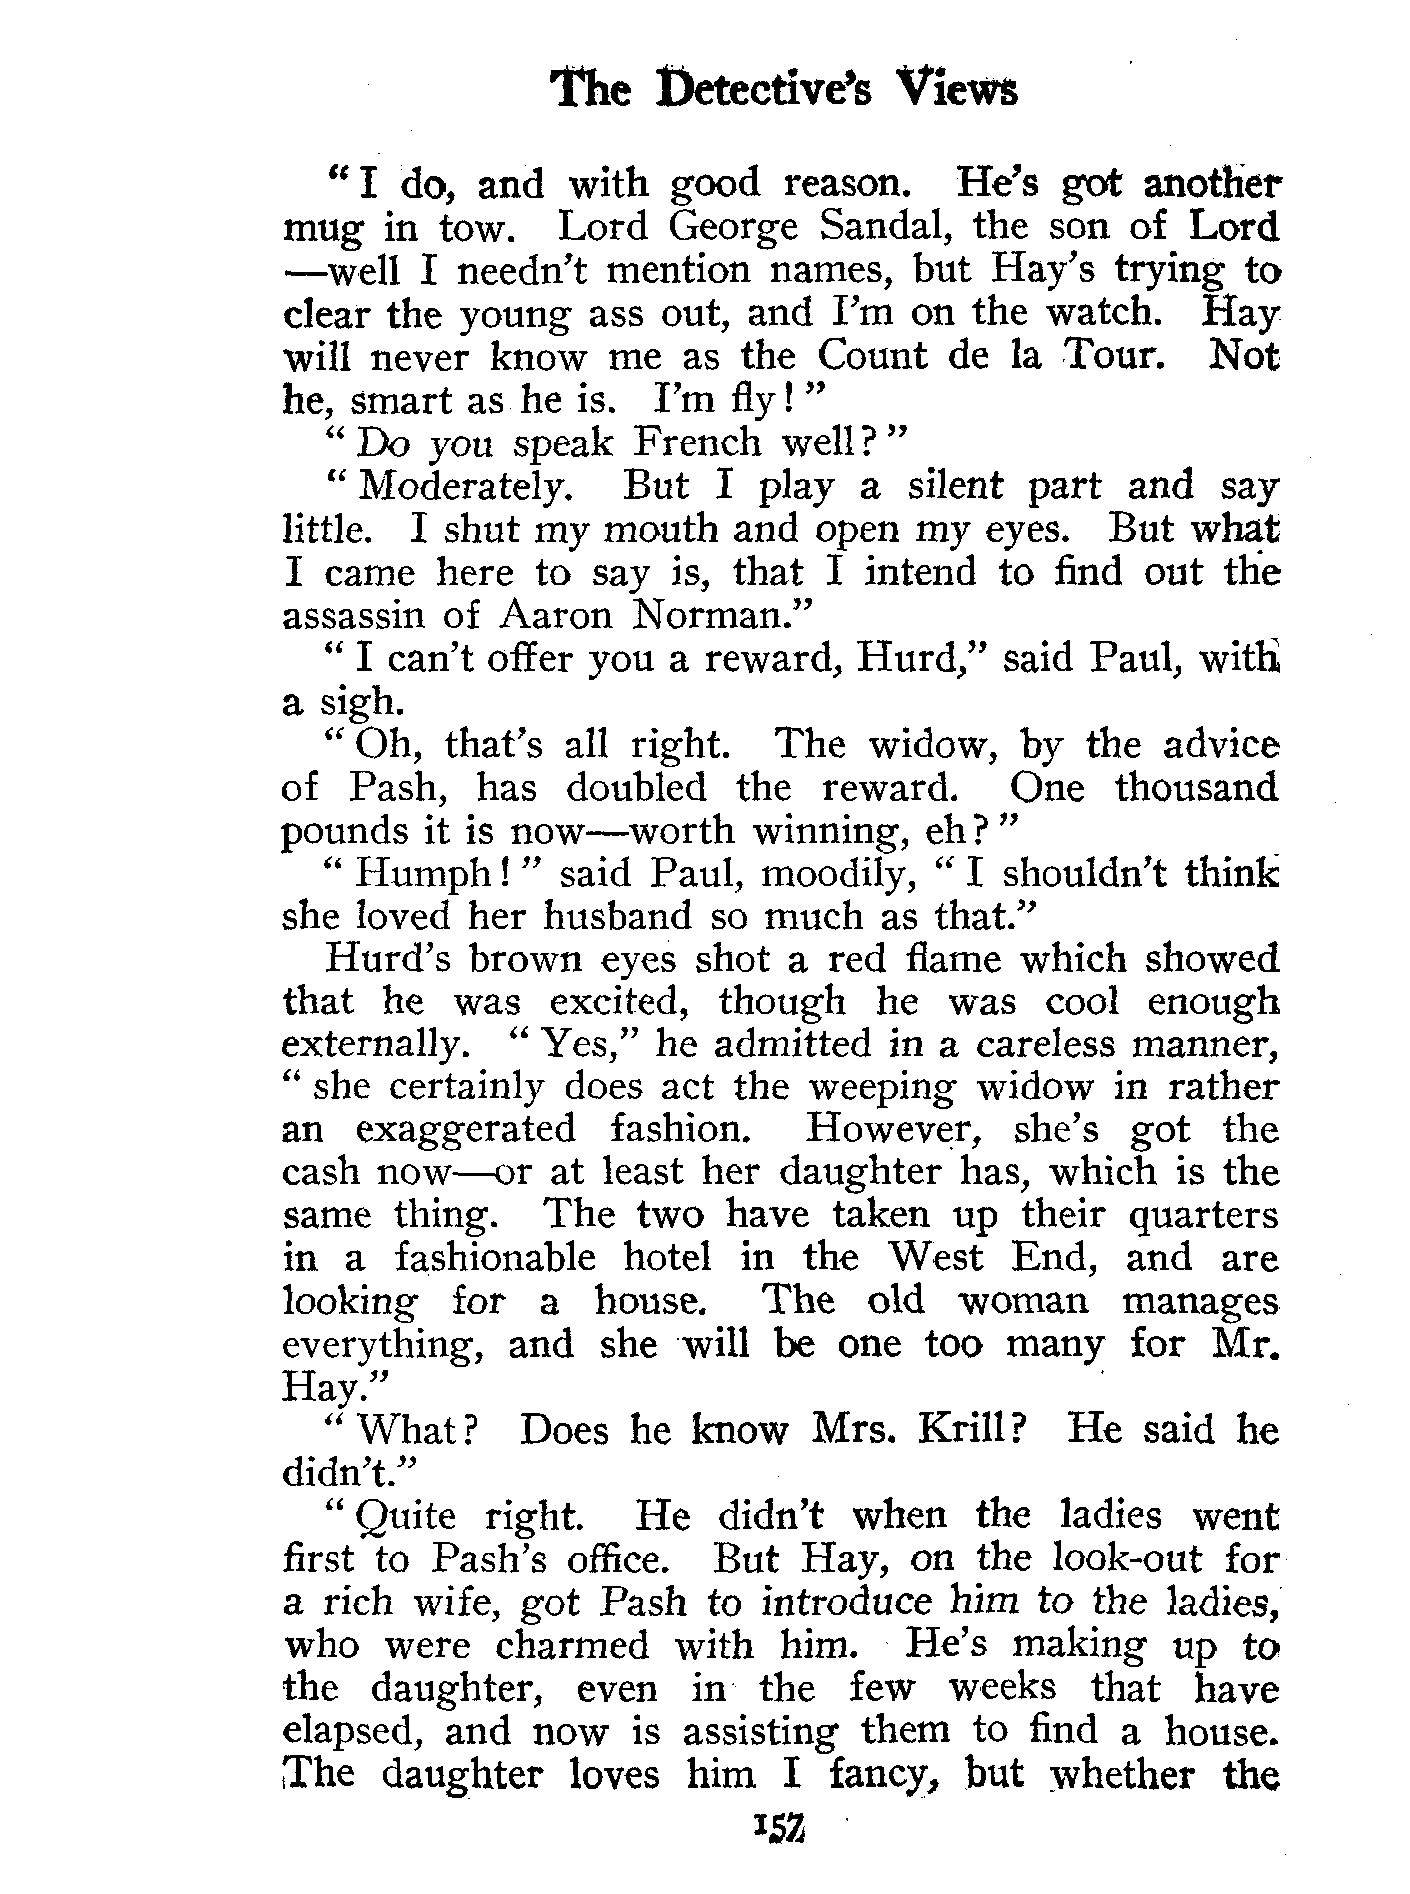 The Detective's Views
"I do, and with good reason. He's got another
mug in tow. Lord George Sandal, the son of Lord
—well I needn't mention names, but Hay's trying to
clear the young ass out, and I'm on the watch. Hay
will never know me as the Count de la Tour. Not
he, smart as he is. I'm fly!"
"Do you speak French well?"
"Moderately. But I play a silent part and say
little. I shut my mouth and open my eyes. But what
I came here to say is, that I intend to find out the
assassin of Aaron Norman."
"I can't offer you a reward, Hurd," said Paul, with
a sigh.
"Oh, that's all right. The widow, by the advice
of Pash, has doubled the reward. One thousand
pounds it is now—worth winning, eh?"
"Humph!" said Paul, moodily, "I shouldn't think
she loved her husband so much as that."
Hurd's brown eyes shot a red flame which showed
that he was excited, though he was cool enough
externally. "Yes," he admitted in a careless manner,
"she certainly does act the weeping widow in rather
an exaggerated fashion. However, she's got the
cash now—or at least her daughter has, which is the
same thing. The two have taken up their quarters
in a fashionable hotel in the West End, and are
looking for a house. The old woman manages
everything, and she will be one too many for Mr.
Hay."
"What? Does he know Mrs. Krill? He said he
didn't."
"Quite right. He didn't when the ladies went
first to Pash's office. But Hay, on the look-out for
a rich wife, got Pash to introduce him to the ladies,
who were charmed with him. He's making up to
the daughter, even in the few weeks that have
elapsed, and now is assisting them to find a house.
The daughter loves him I fancy, but whether the
157